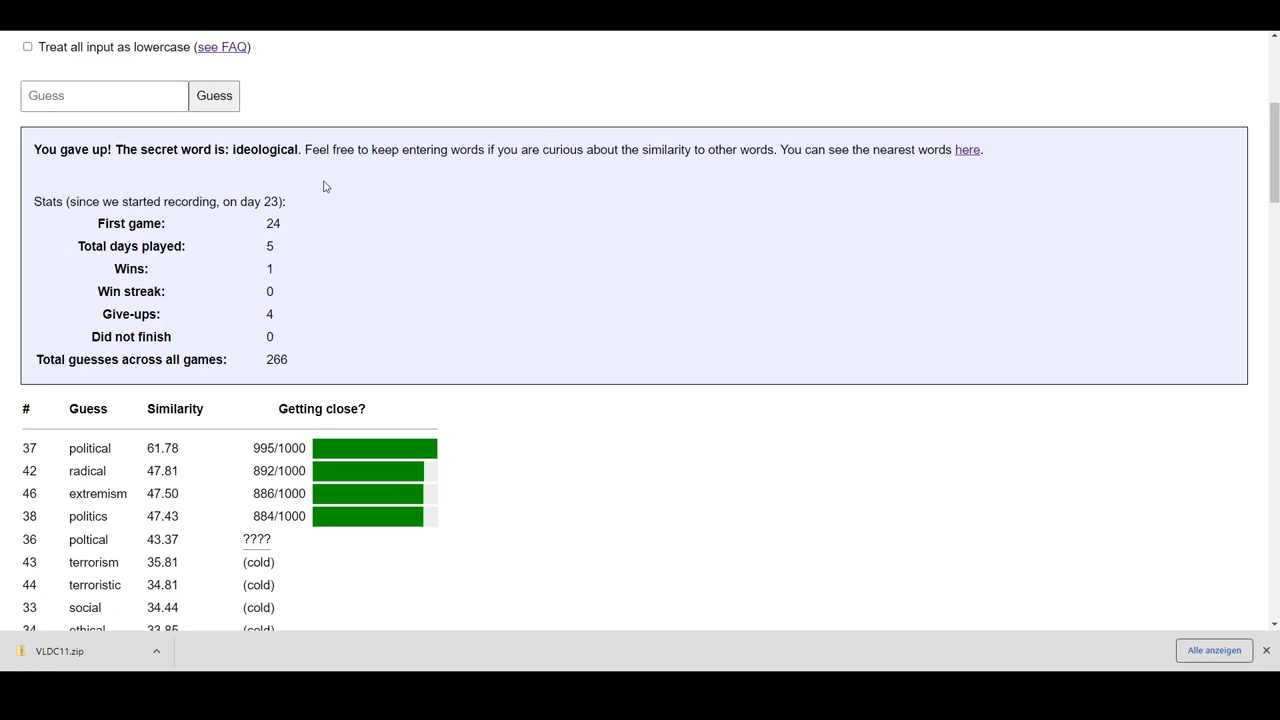 Treat all input as lowercase (see FAQ)
Guess Guess
You gave up! The secret word is: ideological. Feel free to keep entering words if you are curious about the similarity to other words. You can see the nearest words here.
Stats (since we started recording, on day 23):
First game: 24
Total days played: 5
Wins: 1
Win streak: 0
Give-ups: 4
Did not finish 0
Total guesses across all games: 266
# Guess Similarity Getting close?
37 political 61.78 995/1000
42 radical 47.81 892/1000
46 extremism 47.50 886/1000
38 politics 47.43 884/1000
36 poltical 43.37 ????
43 terrorism 35.81 (cold)
44 terroristic 34.81 (cold)
33 social 34.44 (cold)
34 ethical 33.85 (cold)
VLDC11.zip Alle anzeigen